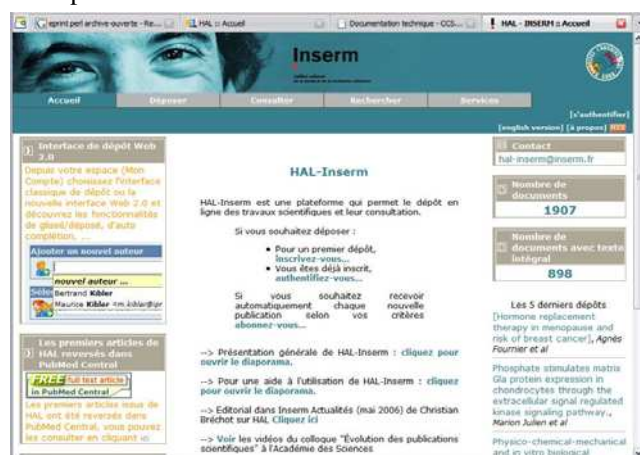 eprint perl archive-ouverte - Re...
HAL :: Accueil
Documentation technique - CCS...
HAL - INSERM :: Accueil
Inserm
Accueil
Déposer
Consulter
Rechercher
Services
[s'authentifier]
[english version] [à propos]
Interface de dépôt Web
2.0
Depuis votre espace (Mon
Compte) choisissez l'interface
classique de dépôt ou la
nouvelle interface Web 2.0 et
découvrez les fonctionnalités
de glissé/déposé, d'auto
complétion, ...
Ajouter un nouvel auteur
nouvel auteur ...
Bertrand Kibler
Maurice Kibler
Les premiers articles de
HAL reversés dans
PubMed Central
FREE full text article
in PubMed Central
Les premiers articles issus de
HAL ont été reversés dans
PubMed Central, vous pouvez
les consulter en cliquant ici
HAL-Inserm
HAL-Inserm est une plateforme qui permet le dépôt en
ligne des travaux scientifiques et leur consultation.
Si vous souhaitez déposer :
• Pour un premier dépôt,
inscrivez-vous...
• Vous êtes déjà inscrit,
authentifiez-vous...
Si vous souhaitez recevoir
automatiquement chaque nouvelle
publication selon vos critères
abonnez-vous...
--> Présentation générale de HAL-Inserm : cliquez pour
ouvrir le diaporama.
--> Pour une aide à l'utilisation de HAL-Inserm : cliquez
pour ouvrir le diaporama.
--> Editorial dans Inserm Actualités (mai 2006) de Christian
Bréchot sur HAL Cliquez ici
--> Voir les vidéos du colloque "Évolution des publications
scientifiques" à l'Académie des Sciences
Contact
hal-inserm@inserm.fr
Nombre de
documents
1907
Nombre de
documents avec texte
intégral
898
Les 5 derniers dépôts
[Hormone replacement
therapy in menopause and
risk of breast cancer], Agnès
Fournier et al
Phosphate stimulates matrix
Gla protein expression in
chondrocytes through the
extracellular signal regulated
kinase signaling pathway.,
Marion Julien et al
Physico-chemical-mechanical
and in vitro biological